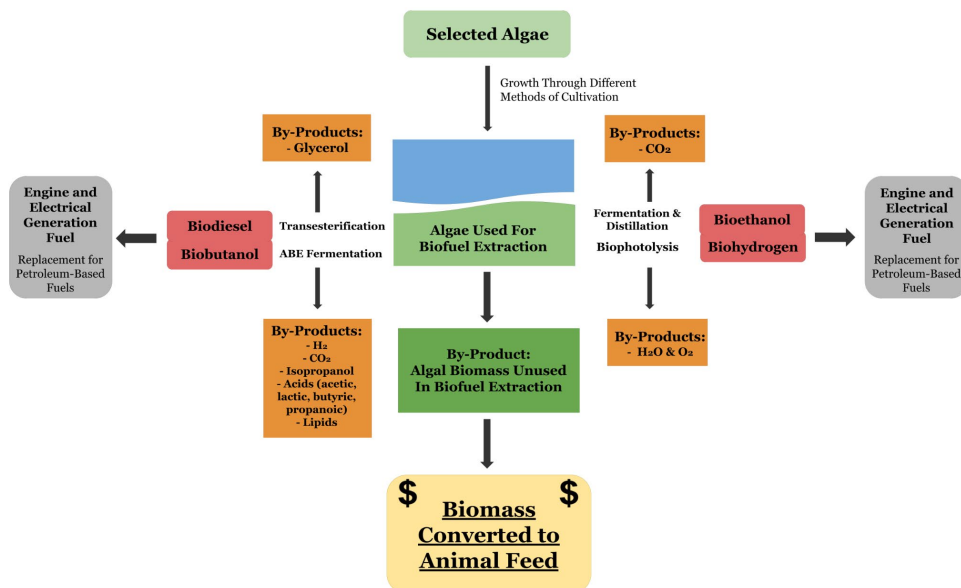 Selected Algae
Growth Through Different
Methods of Cultivation
By-Products:
- Glycerol
By-Products:
- CO₂
Engine and
Electrical
Generation
Fuel
Replacement for
Petroleum-Based
Fuels
Biodiesel
Biobutanol
Transesterification
ABE Fermentation
Algae Used For
Biofuel Extraction
Fermentation &
Distillation
Biophotolysis
Bioethanol
Biohydrogen
Engine and
Electrical
Generation
Fuel
Replacement for
Petroleum-Based
Fuels
By-Products:
- H₂
- CO₂
- Isopropanol
- Acids (acetic,
lactic, butyric,
propanoic)
- Lipids
By-Product:
Algal Biomass Unused
In Biofuel Extraction
By-Products:
- H₂O & O₂
$ $
Biomass
Converted to
Animal Feed